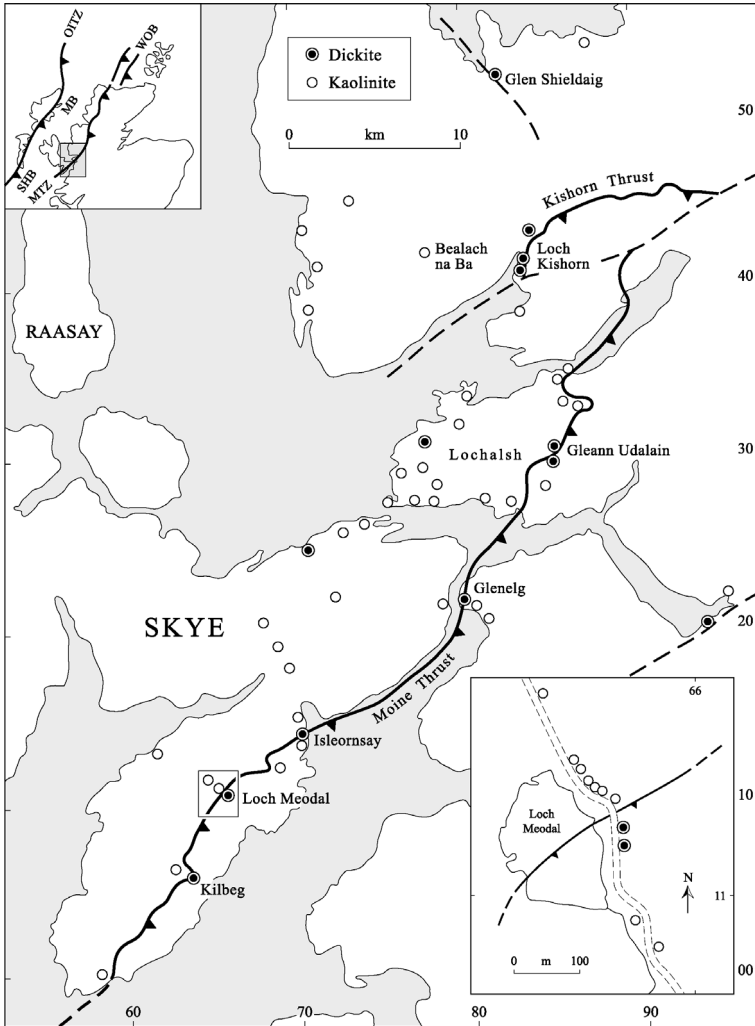 OITZ
WOB
MB
SHB
MTZ
Dickite
Kaolinite
0 km 10
Glen Shieldaig
50
Kishorn Thrust
Bealach
na Ba
Loch
Kishorn
40
RAASAY
Lochalsh
Gleann Udalain
30
Glenelg
SKYE
20
Moine Thrust
Isleornsay
Loch Meodal
Kilbeg
66
10
Loch
Meodal
N
11
0 m 100
00
60
70
80
90